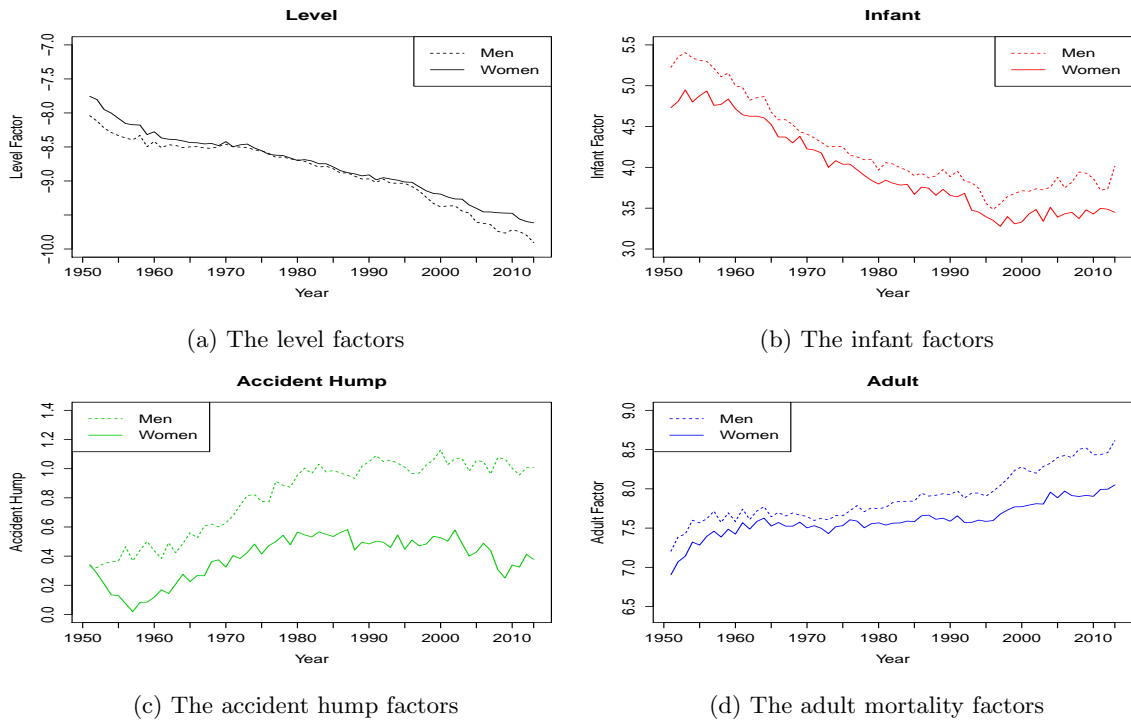 Level
Level Factor
−7.0
−7.5
−8.0
−8.5
−9.0
−9.5
−10.0
Men
Women
1950 1960 1970 1980 1990 2000 2010
Year
(a) The level factors
Infant
Infant Factor
5.5
5.0
4.5
4.0
3.5
3.0
Men
Women
1950 1960 1970 1980 1990 2000 2010
Year
(b) The infant factors
Accident Hump
Accident Hump
1.4
1.2
1.0
0.8
0.6
0.4
0.2
0.0
Men
Women
1950 1960 1970 1980 1990 2000 2010
Year
(c) The accident hump factors
Adult
Adult Factor
9.0
8.5
8.0
7.5
7.0
6.5
Men
Women
1950 1960 1970 1980 1990 2000 2010
Year
(d) The adult mortality factors